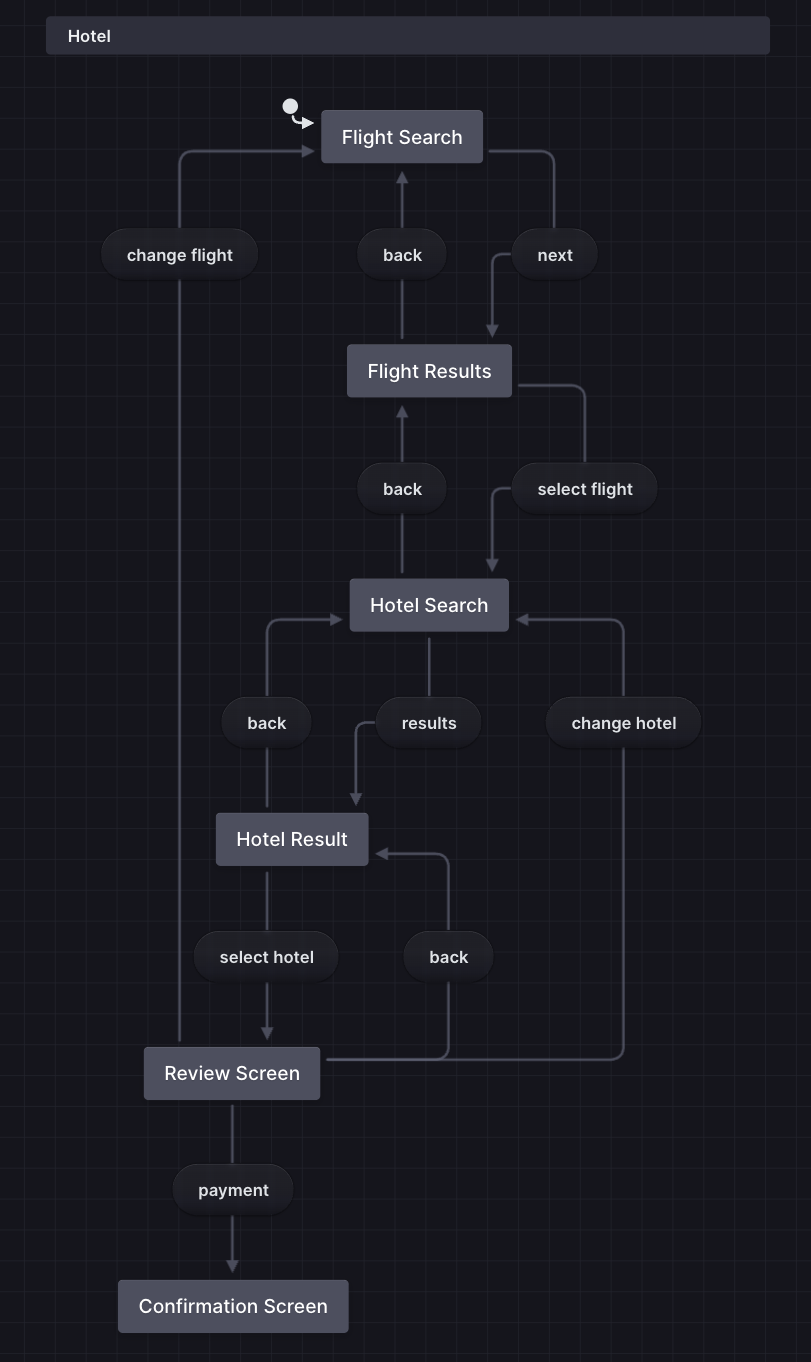 Hotel
Flight Search
change flight
back
next
Flight Results
back
select flight
Hotel Search
back
results
change hotel
Hotel Result
select hotel
back
Review Screen
payment
Confirmation Screen